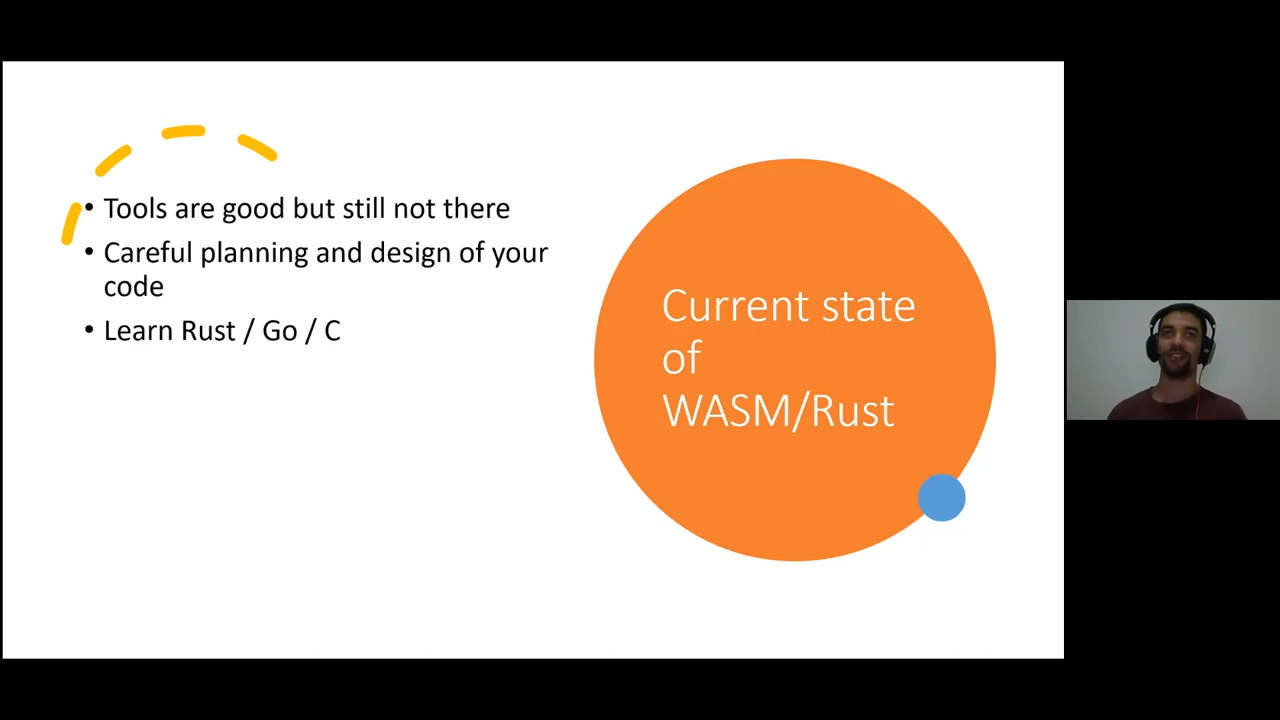 • Tools are good but still not there
• Careful planning and design of your
code
• Learn Rust / Go / C
Current state
of
WASM/Rust